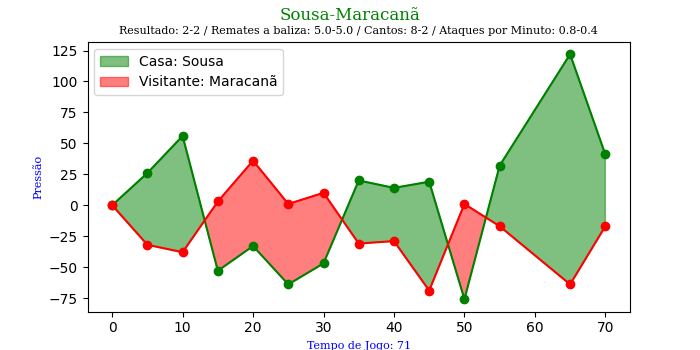 Sousa-Maracanã
Resultado: 2-2 / Remates a baliza: 5.0-5.0 / Cantos: 8-2 / Ataques por Minuto: 0.8-0.4
Casa: Sousa
Visitante: Maracanã
Pressão
125
100
75
50
25
0
−25
−50
−75
0 10 20 30 40 50 60 70
Tempo de Jogo: 71